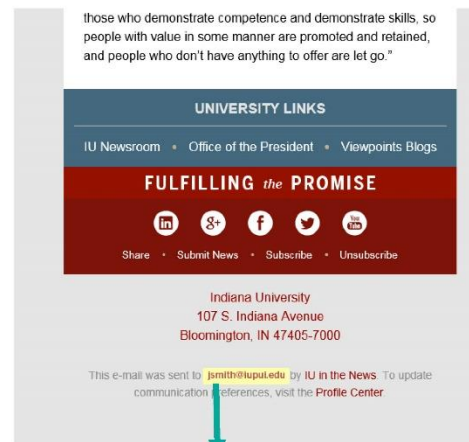 those who demonstrate competence and demonstrate skills, so
people with value in some manner are promoted and retained,
and people who don't have anything to offer are let go.”
UNIVERSITY LINKS
IU Newsroom • Office of the President • Viewpoints Blogs
FULFILLING the PROMISE
in g+ f You Tube
Share • Submit News • Subscribe • Unsubscribe
Indiana University
107 S. Indiana Avenue
Bloomington, IN 47405-7000
This e-mail was sent to jsmith@iupui.edu by IU in the News. To update
communication preferences, visit the Profile Center.